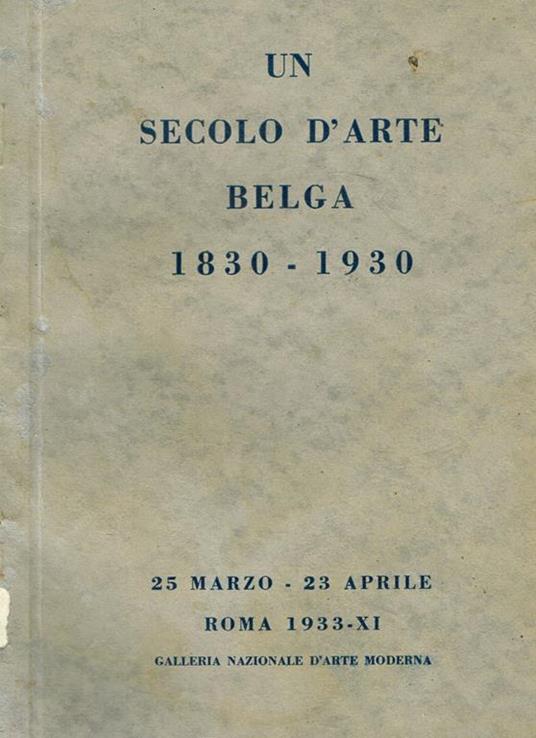 UN
SECOLO D'ARTE
BELGA
1830 - 1930
25 MARZO - 23 APRILE
ROMA 1933-XI
GALLERIA NAZIONALE D'ARTE MODERNA